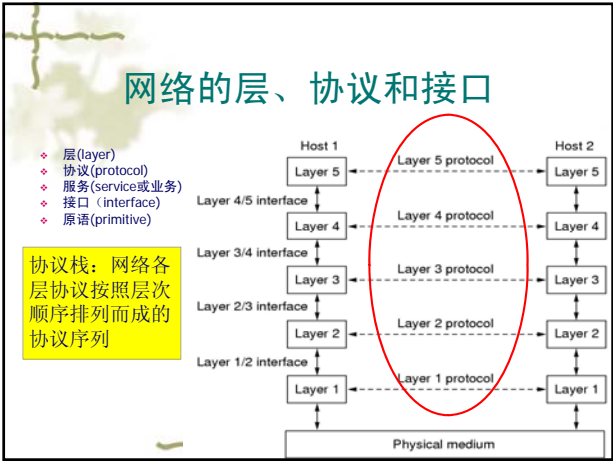 网络的层、协议和接口
层(layer)
协议(protocol)
服务(service或业务)
接口（interface)
原语(primitive)
协议栈：网络各
层协议按照层次
顺序排列而成的
协议序列
Host 1
Host 2
Layer 5
Layer 5 protocol
Layer 5
Layer 4/5 interface
Layer 4
Layer 4 protocol
Layer 4
Layer 3/4 interface
Layer 3
Layer 3 protocol
Layer 3
Layer 2/3 interface
Layer 2
Layer 2 protocol
Layer 2
Layer 1/2 interface
Layer 1
Layer 1 protocol
Layer 1
Physical medium